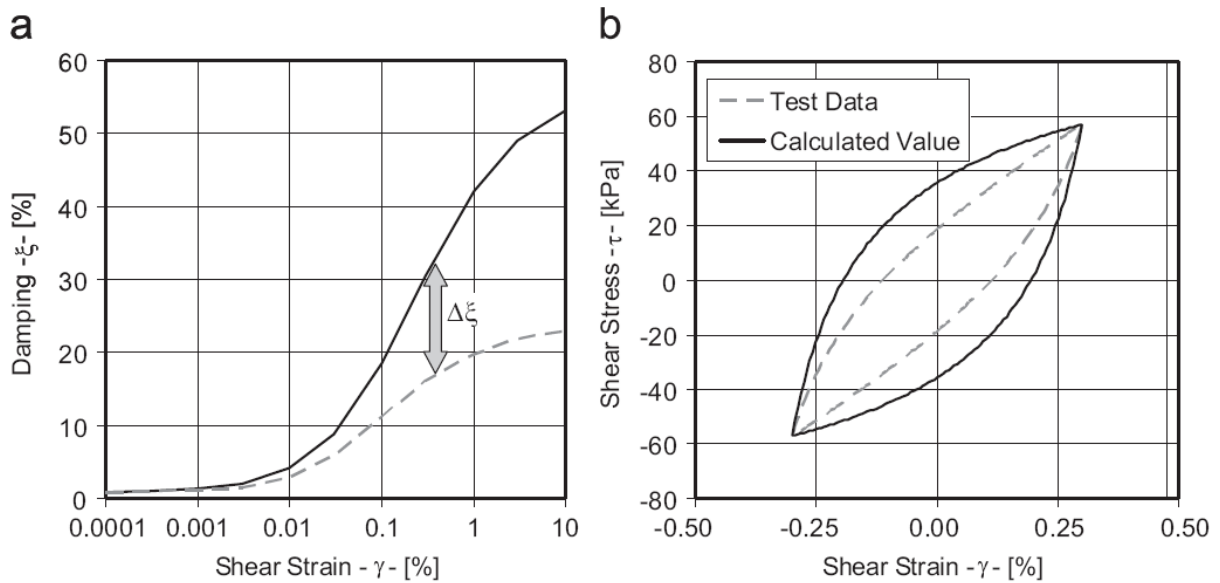 a
60
50
40
30
20
10
0
Damping -ξ- [%]
Δξ
0.0001 0.001 0.01 0.1 1 10
Shear Strain - γ - [%]
b
80
60
40
20
0
-20
-40
-60
-80
Shear Stress -τ- [kPa]
Test Data
Calculated Value
-0.50 -0.25 0.00 0.25 0.50
Shear Strain -γ- [%]